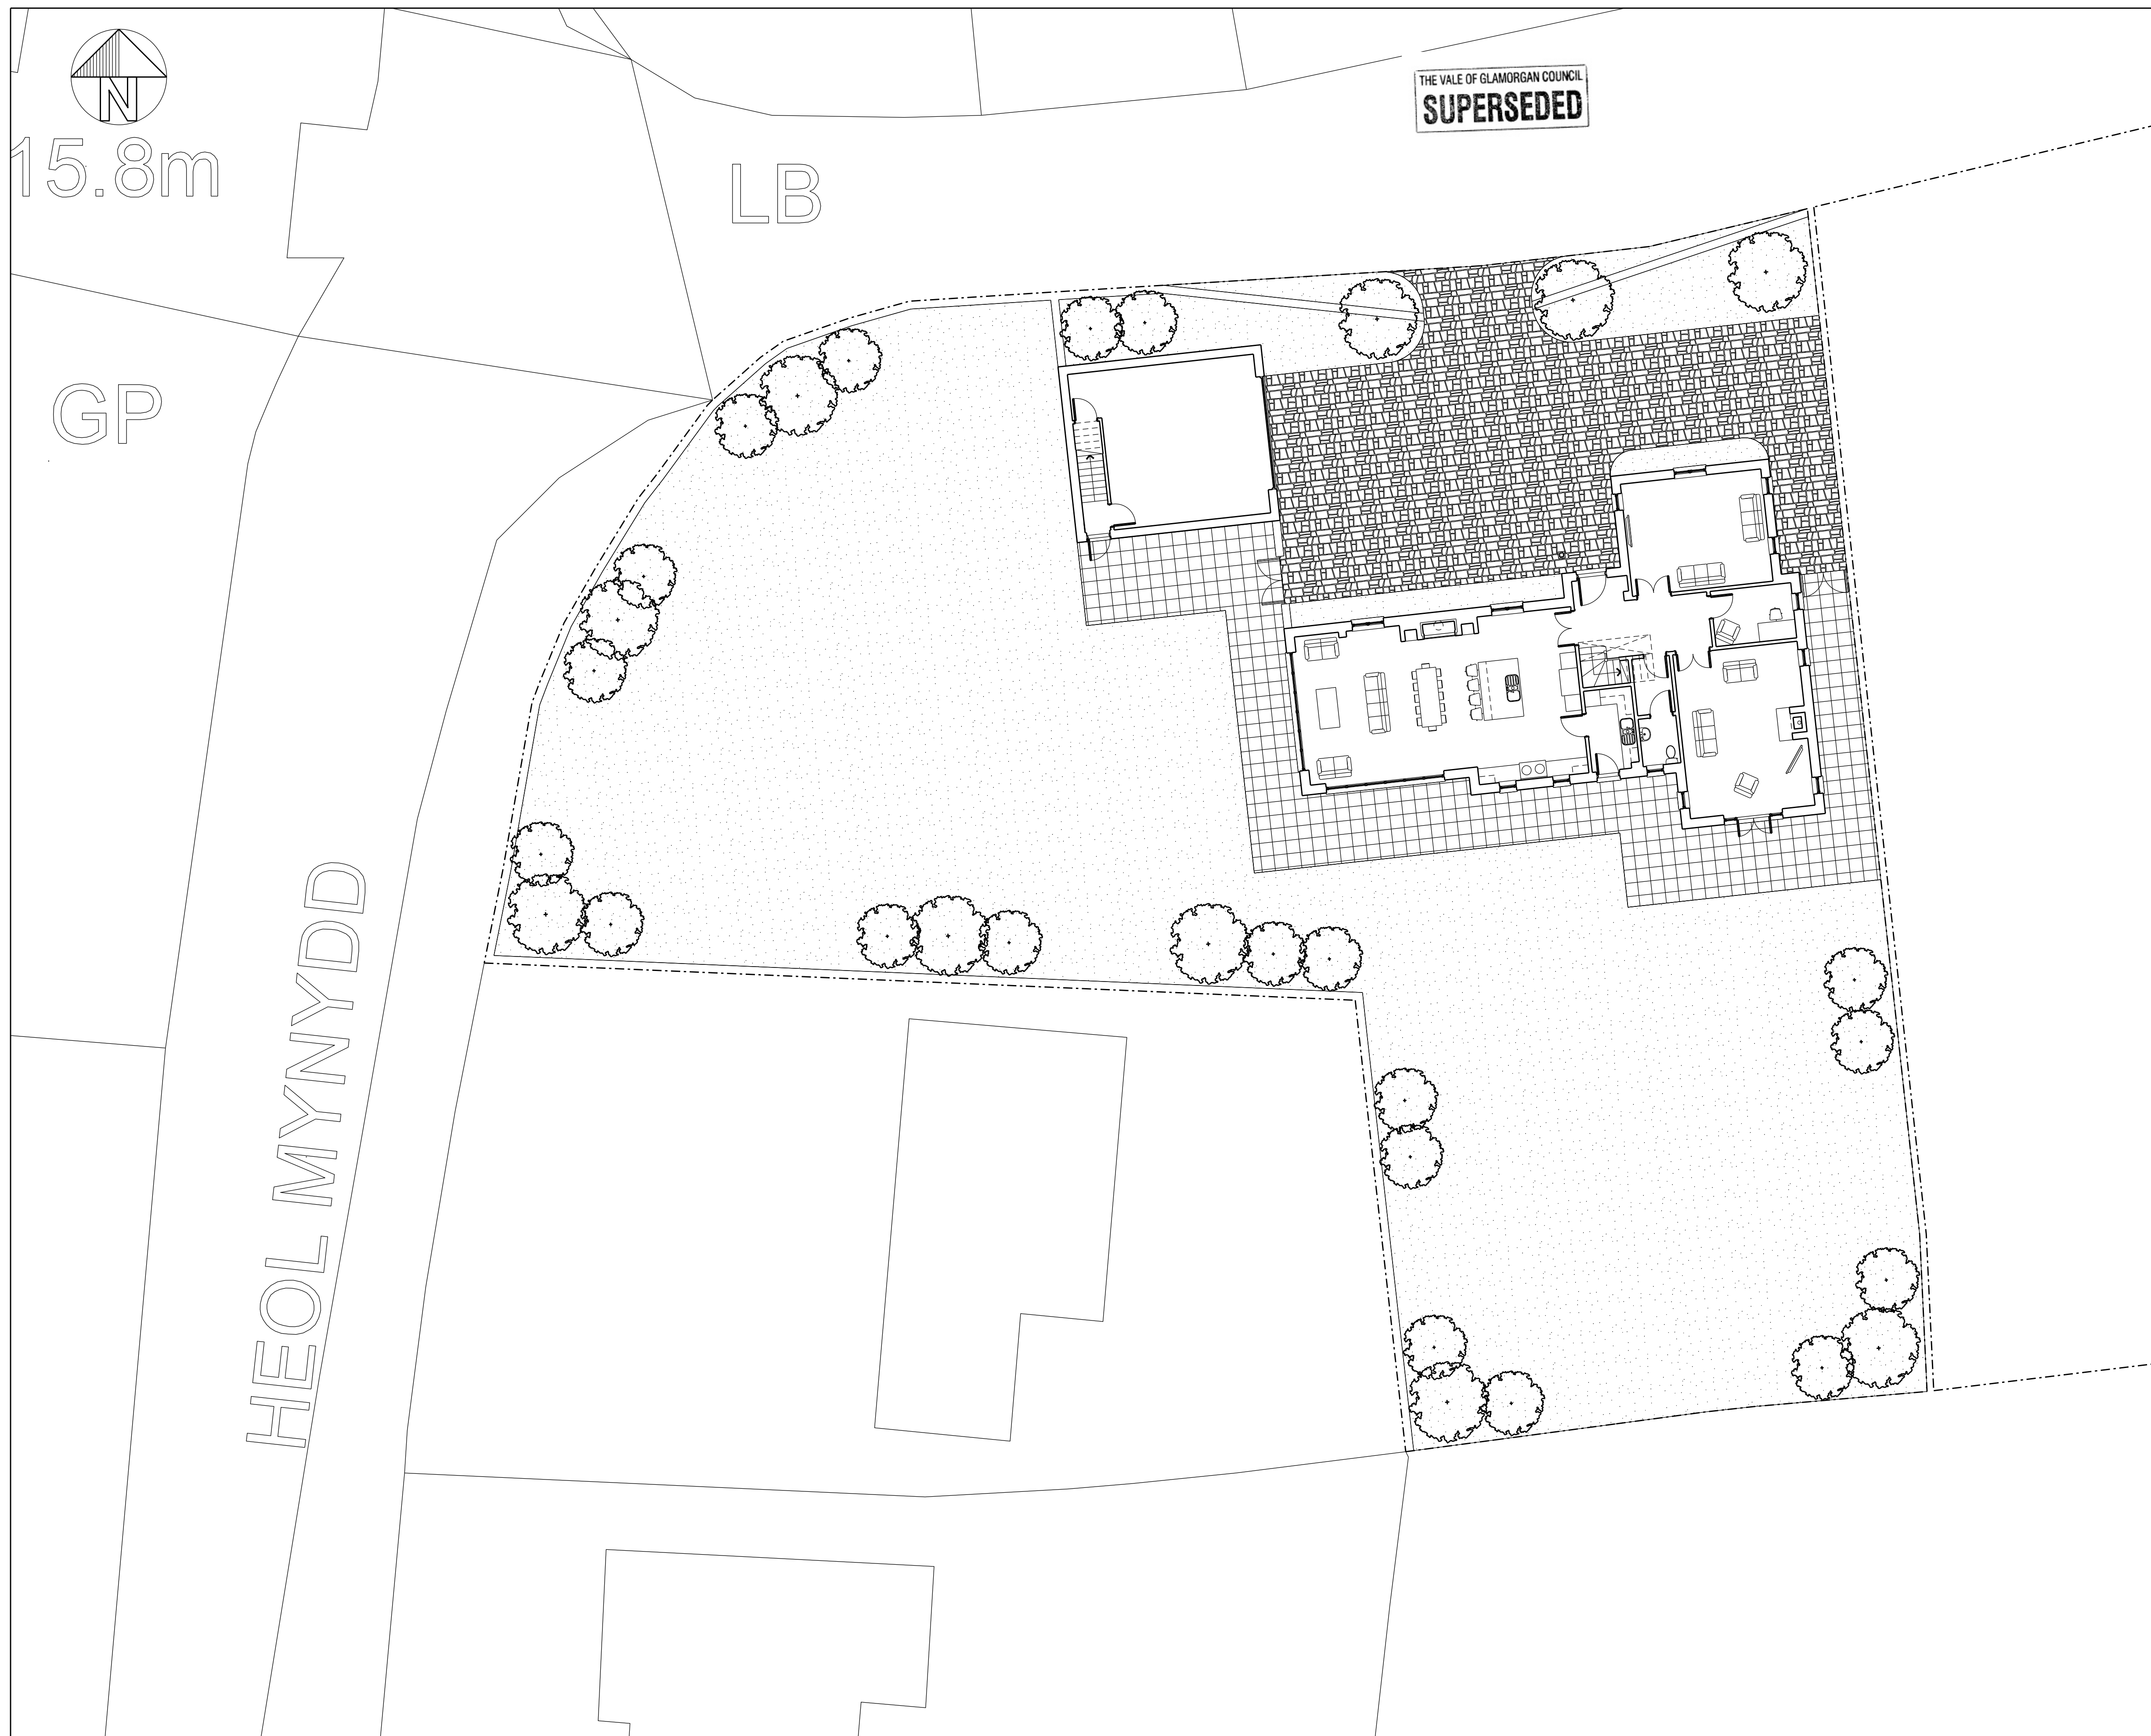 N
THE VALE OF GLAMORGAN COUNCIL
SUPERSEDED
15.8m
LB
GP
HEOL MYNYDD